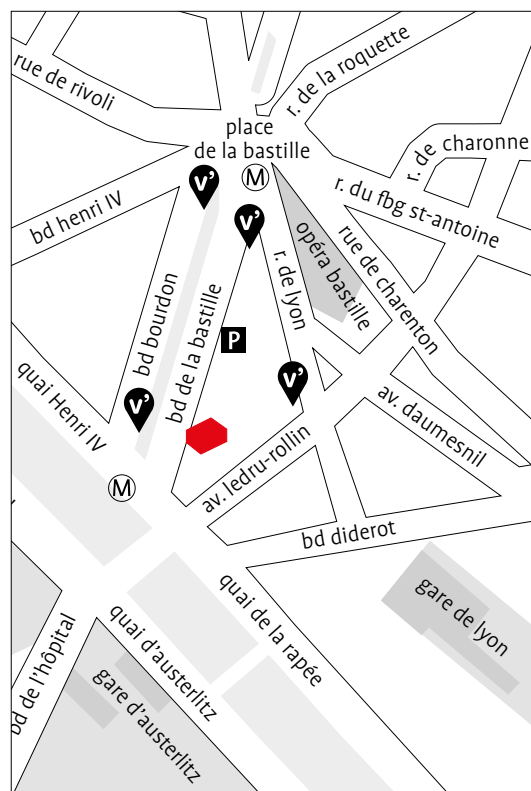 rue de rivoli
r. de la roquette
place
de la bastille
r. de charonne
M
v'
v'
r. du fbg st-antoine
bd henri IV
opéra bastille
rue de charenton
r. de lyon
bd bourdon
bd de la bastille
P
v'
v'
quai Henri IV
av. daumesnil
av. ledru-rollin
M
bd diderot
gare de lyon
quai de la rapée
quai d'austerlitz
bd de l'hôpital
gare d'austerlitz